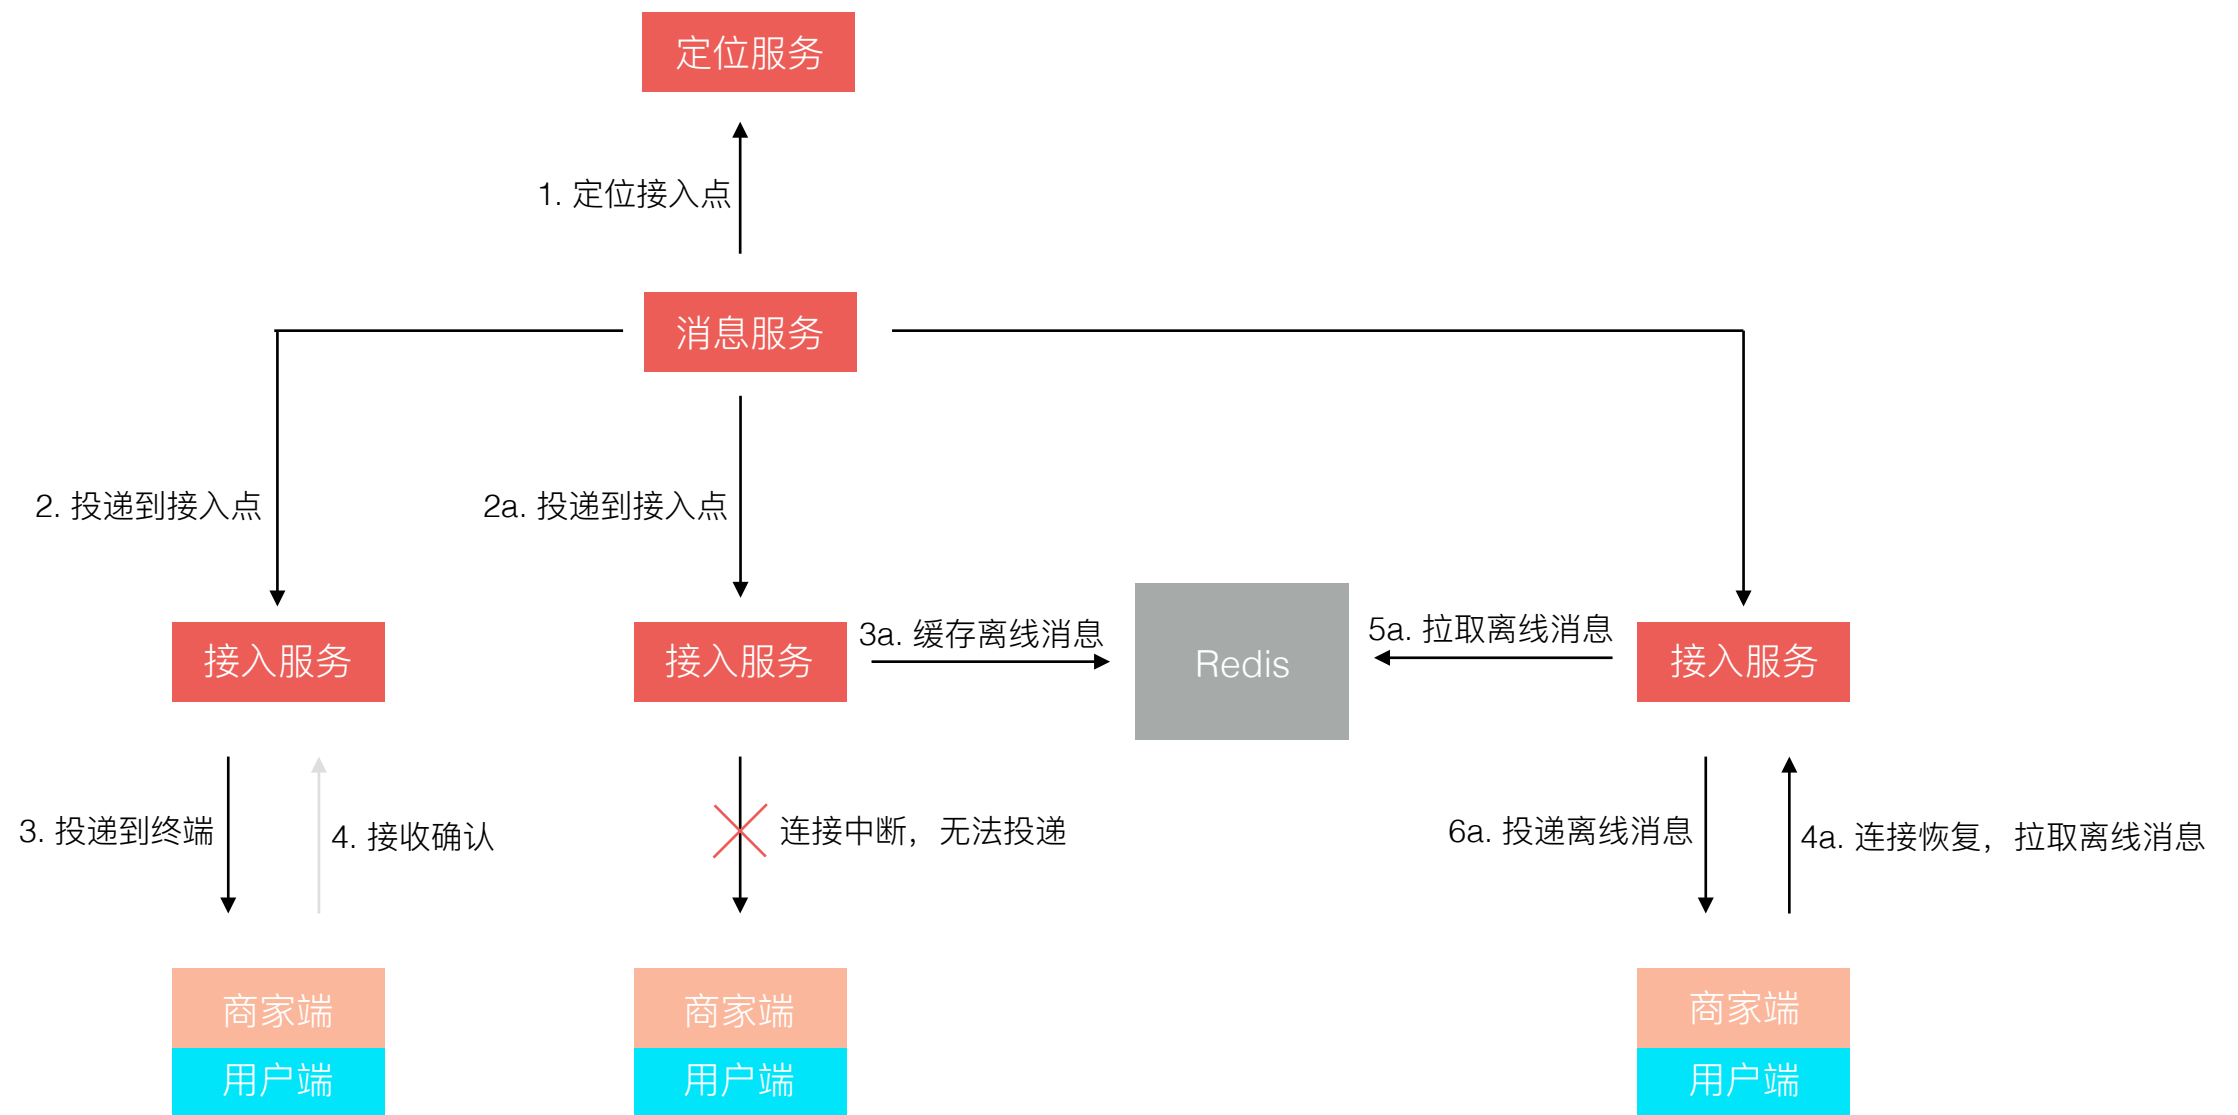 定位服务
1. 定位接入点
消息服务
2. 投递到接入点
2a. 投递到接入点
接入服务
接入服务
3a. 缓存离线消息
Redis
5a. 拉取离线消息
接入服务
3. 投递到终端
4. 接收确认
连接中断，无法投递
6a. 投递离线消息
4a. 连接恢复，拉取离线消息
商家端
用户端
商家端
用户端
商家端
用户端